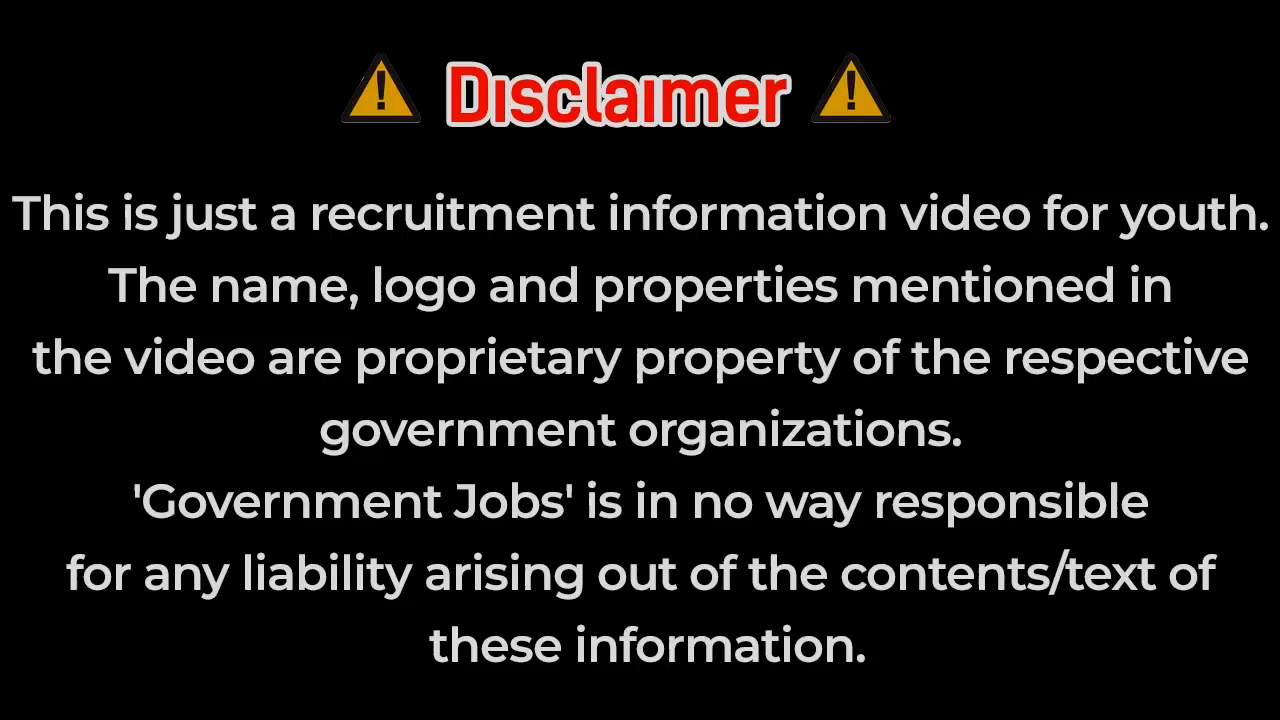 Disclaimer
This is just a recruitment information video for youth.
The name, logo and properties mentioned in
the video are proprietary property of the respective
government organizations.
'Government Jobs' is in no way responsible
for any liability arising out of the contents/text of
these information.